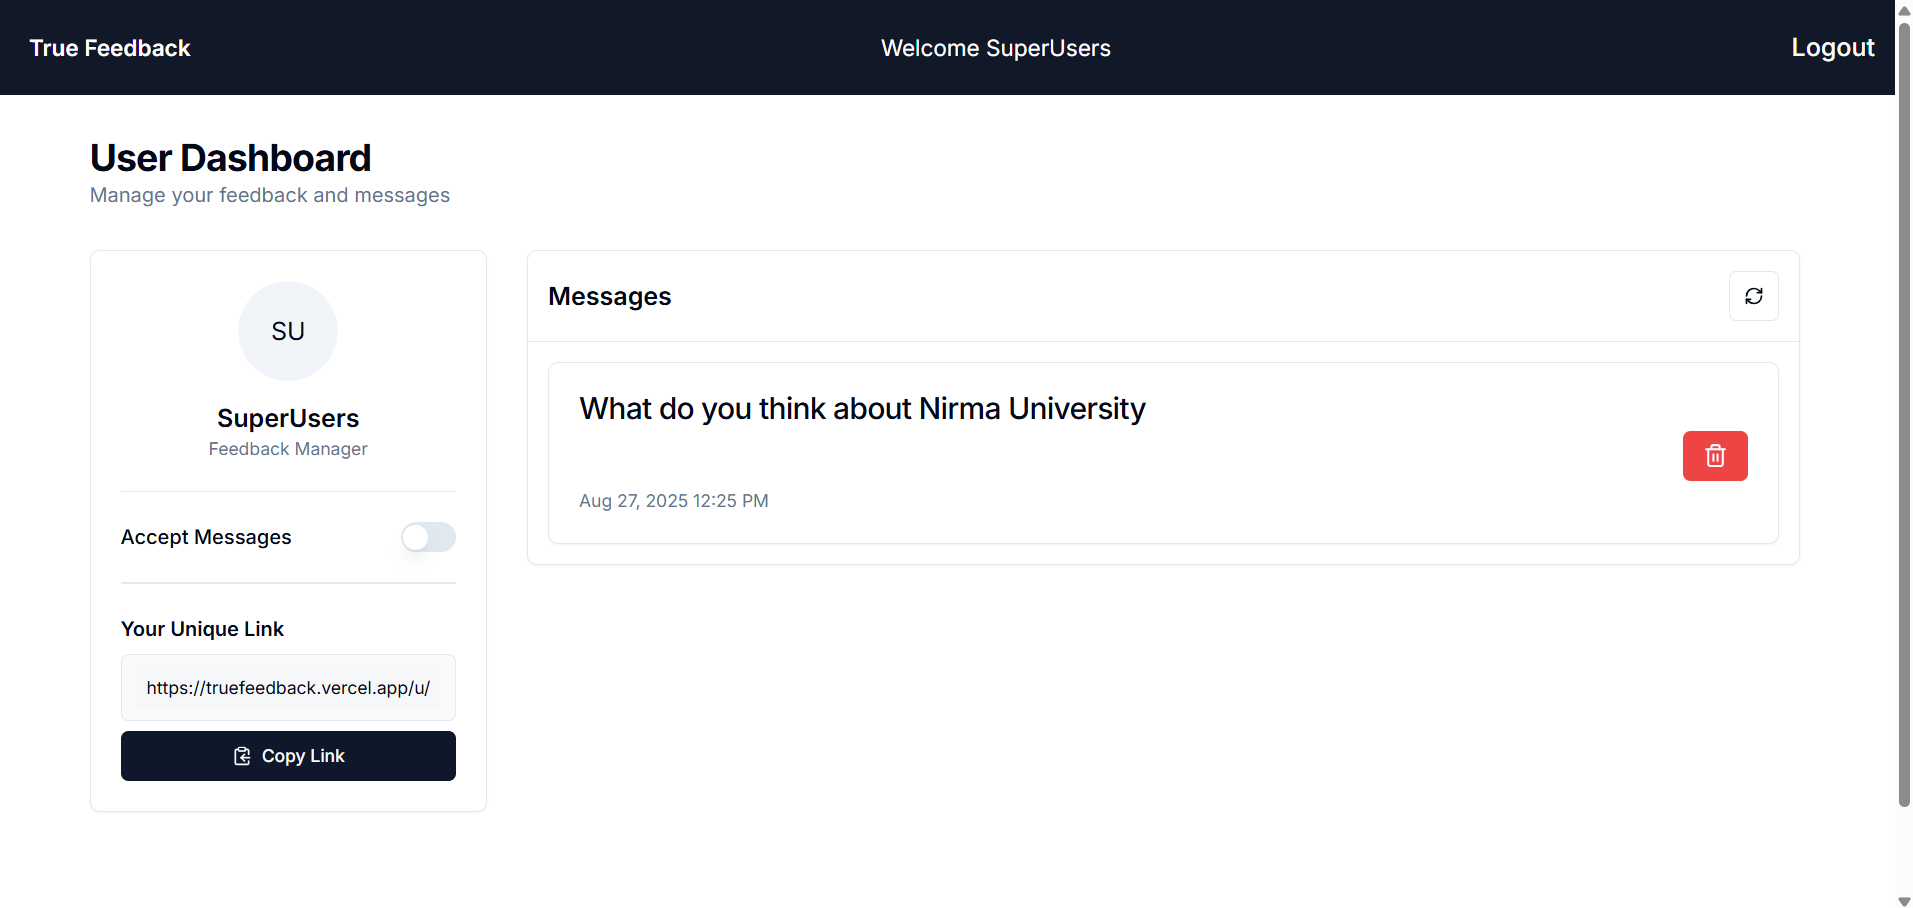 True Feedback
Welcome SuperUsers
Logout
User Dashboard
Manage your feedback and messages
SU
SuperUsers
Feedback Manager
Accept Messages
Your Unique Link
https://truefeedback.vercel.app/u/
Copy Link
Messages
What do you think about Nirma University
Aug 27, 2025 12:25 PM